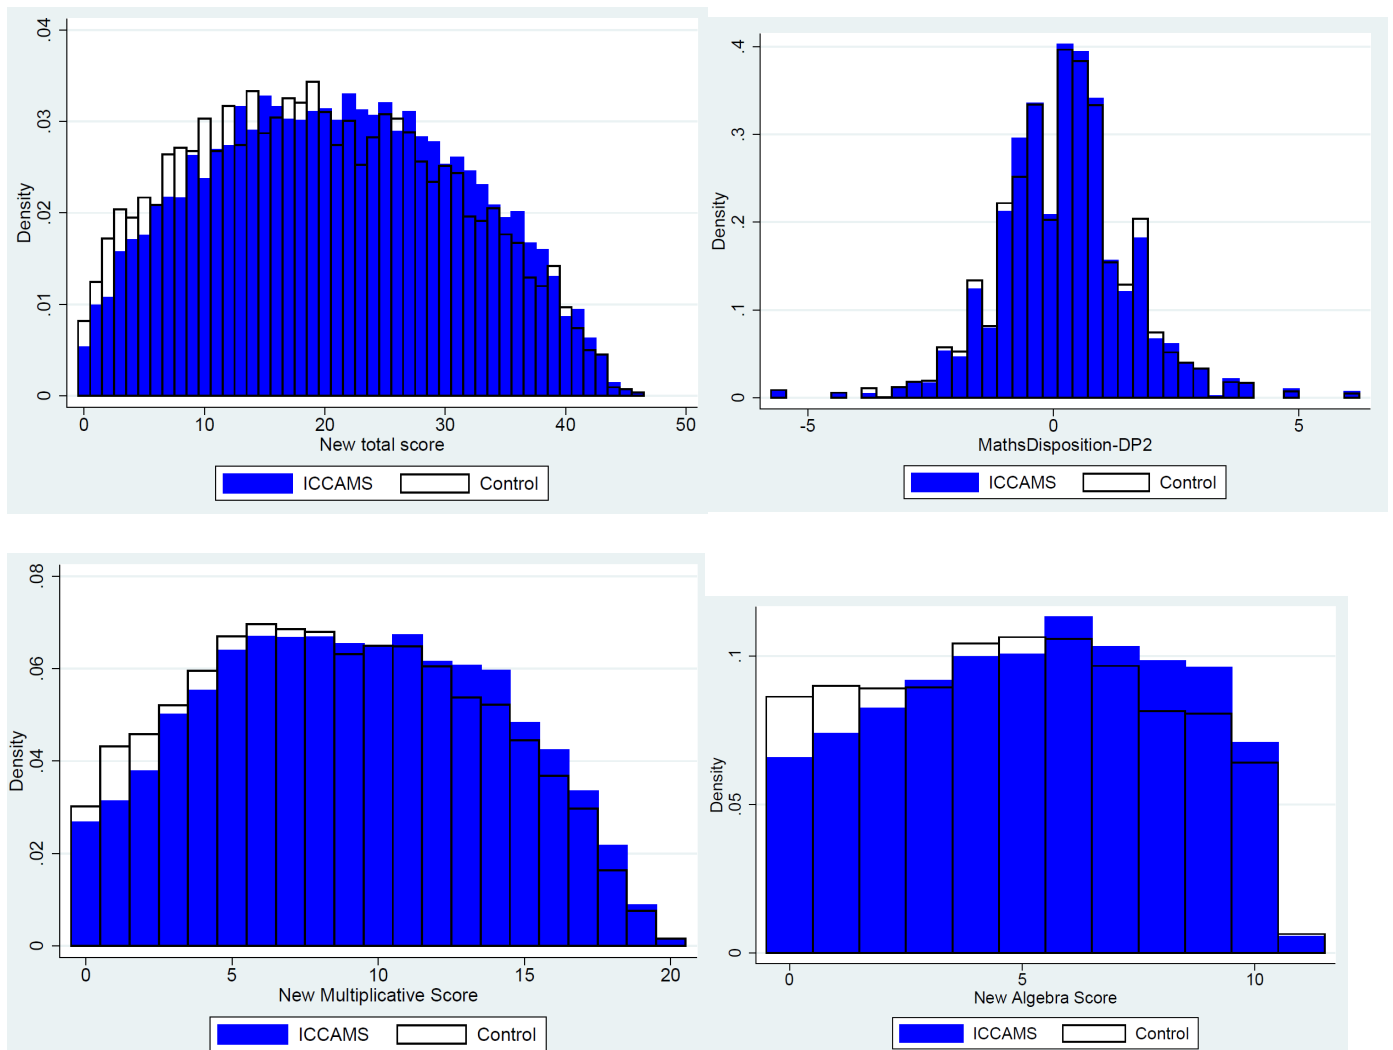 .04
.03
.02
.01
0
Density
0 10 20 30 40 50
New total score
ICCAMS Control
.4
.3
.2
.1
0
Density
-5 0 5
MathsDisposition-DP2
ICCAMS Control
.08
.06
.04
.02
0
Density
0 5 10 15 20
New Multiplicative Score
ICCAMS Control
.1
.05
0
Density
0 5 10
New Algebra Score
ICCAMS Control